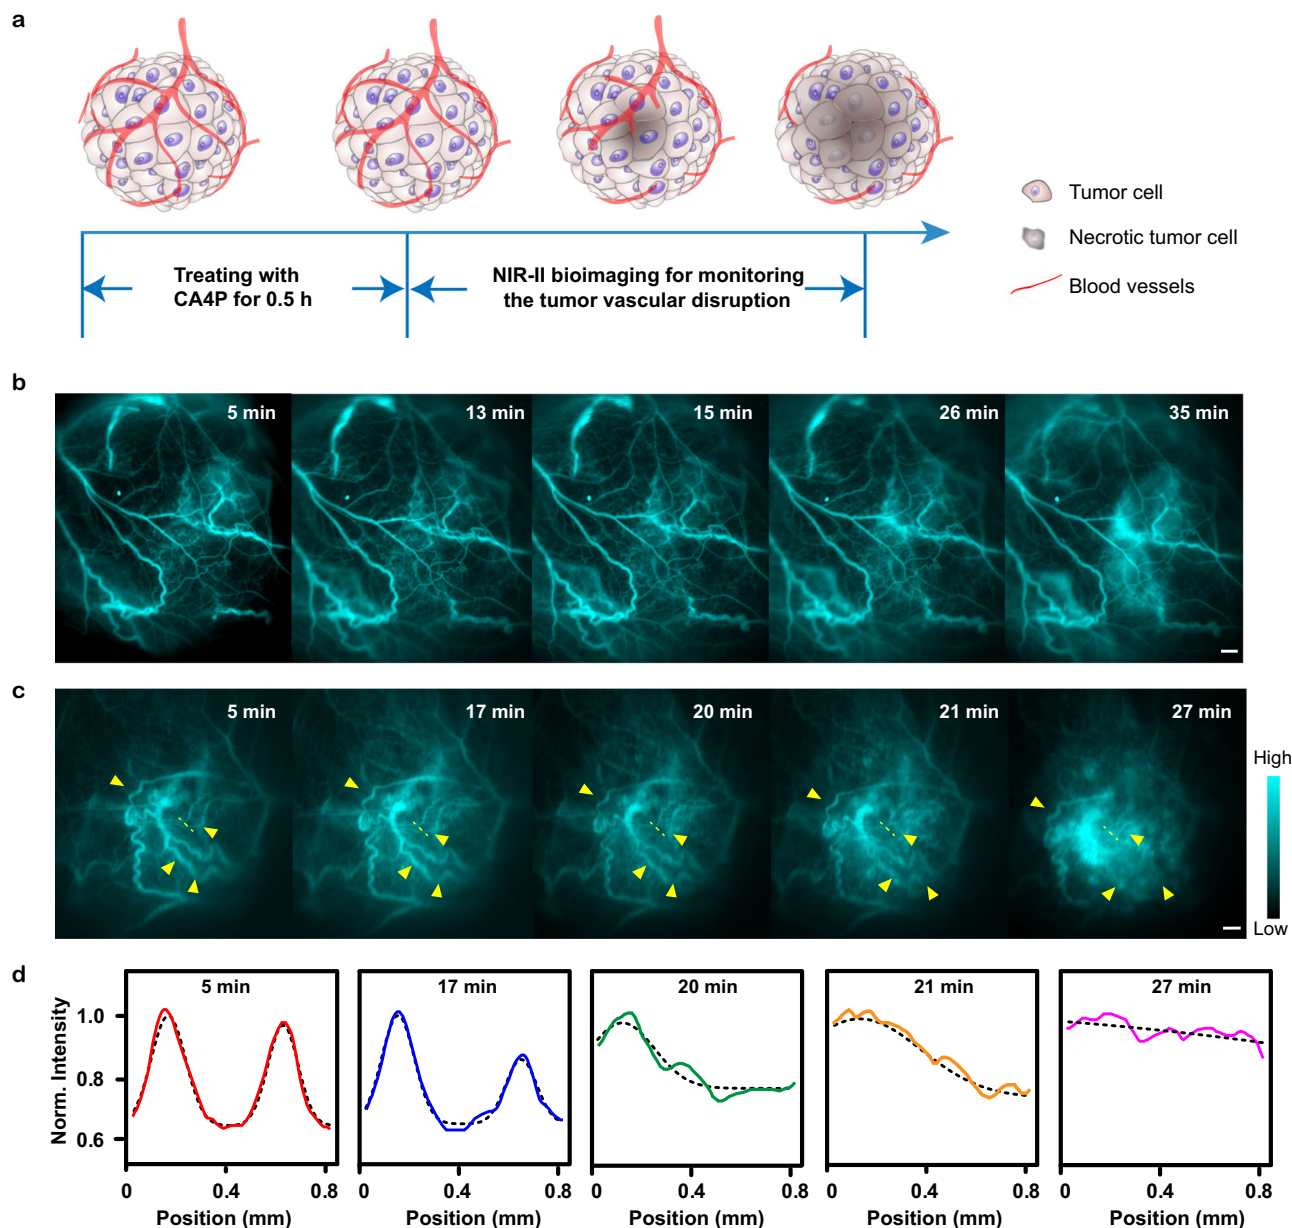 a
Treating with
CA4P for 0.5 h
NIR-II bioimaging for monitoring
the tumor vascular disruption
Tumor cell
Necrotic tumor cell
Blood vessels
b
5 min
13 min
15 min
26 min
35 min
c
5 min
17 min
20 min
21 min
27 min
High
Low
d
5 min
17 min
20 min
21 min
27 min
Norm. Intensity
1.0
0.8
0.6
0
0.4
0.8
0
0.4
0.8
0
0.4
0.8
0
0.4
0.8
0
0.4
0.8
Position (mm)
Position (mm)
Position (mm)
Position (mm)
Position (mm)